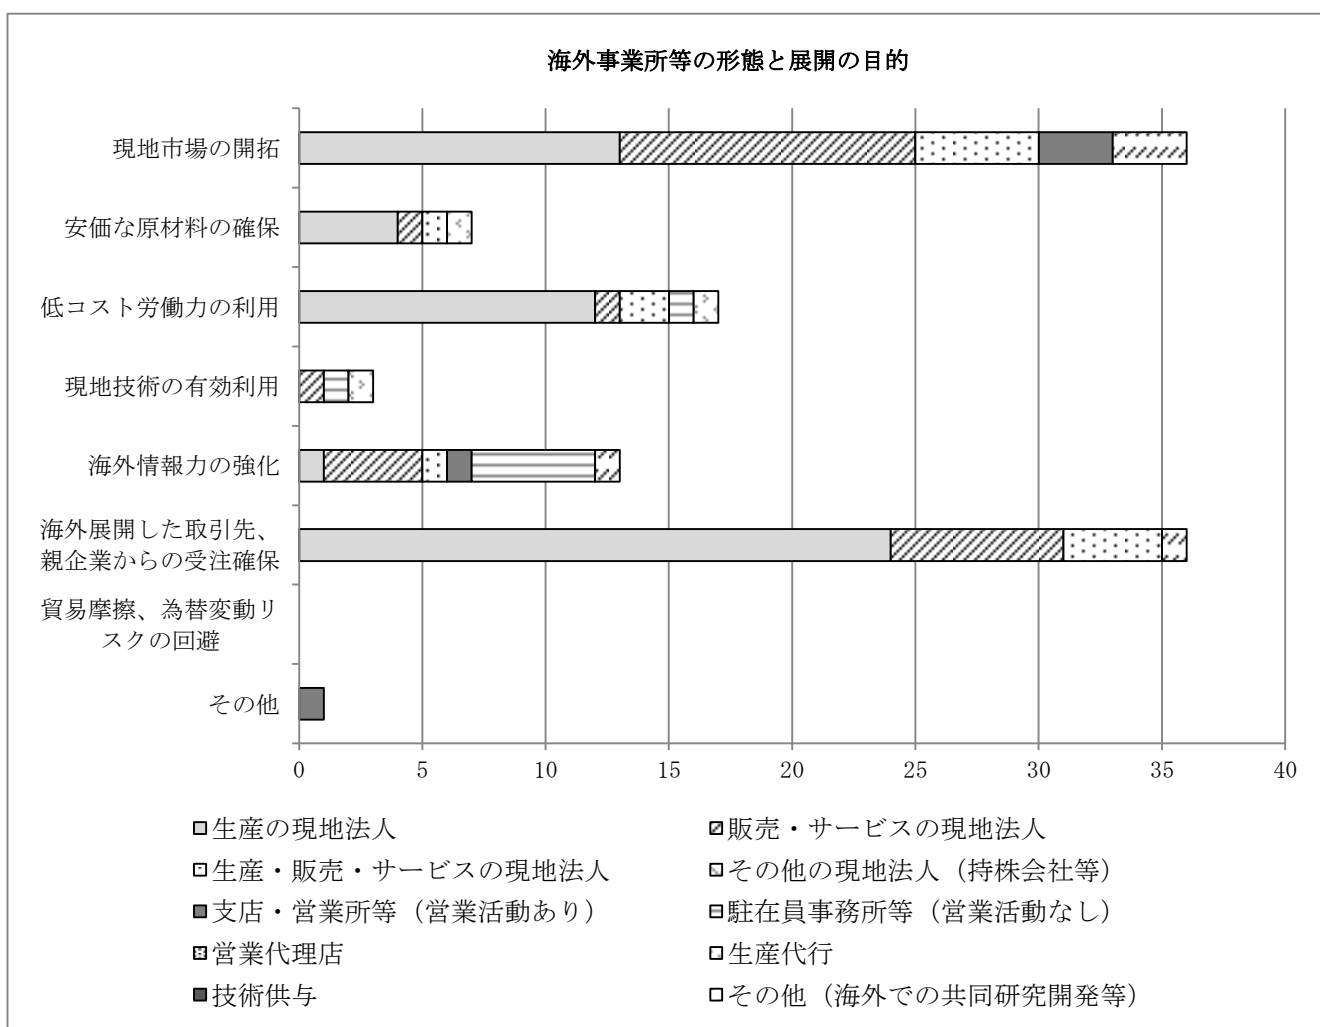 海外事業所等の形態と展開の目的
現地市場の開拓
安価な原材料の確保
低コスト労働力の利用
現地技術の有効利用
海外情報力の強化
海外展開した取引先、
親企業からの受注確保
貿易摩擦、為替変動リ
スクの回避
その他
0 5 10 15 20 25 30 35 40
生産の現地法人 販売・サービスの現地法人
生産・販売・サービスの現地法人 その他の現地法人（持株会社等）
支店・営業所等（営業活動あり） 駐在員事務所等（営業活動なし）
営業代理店 生産代行
技術供与 その他（海外での共同研究開発等）